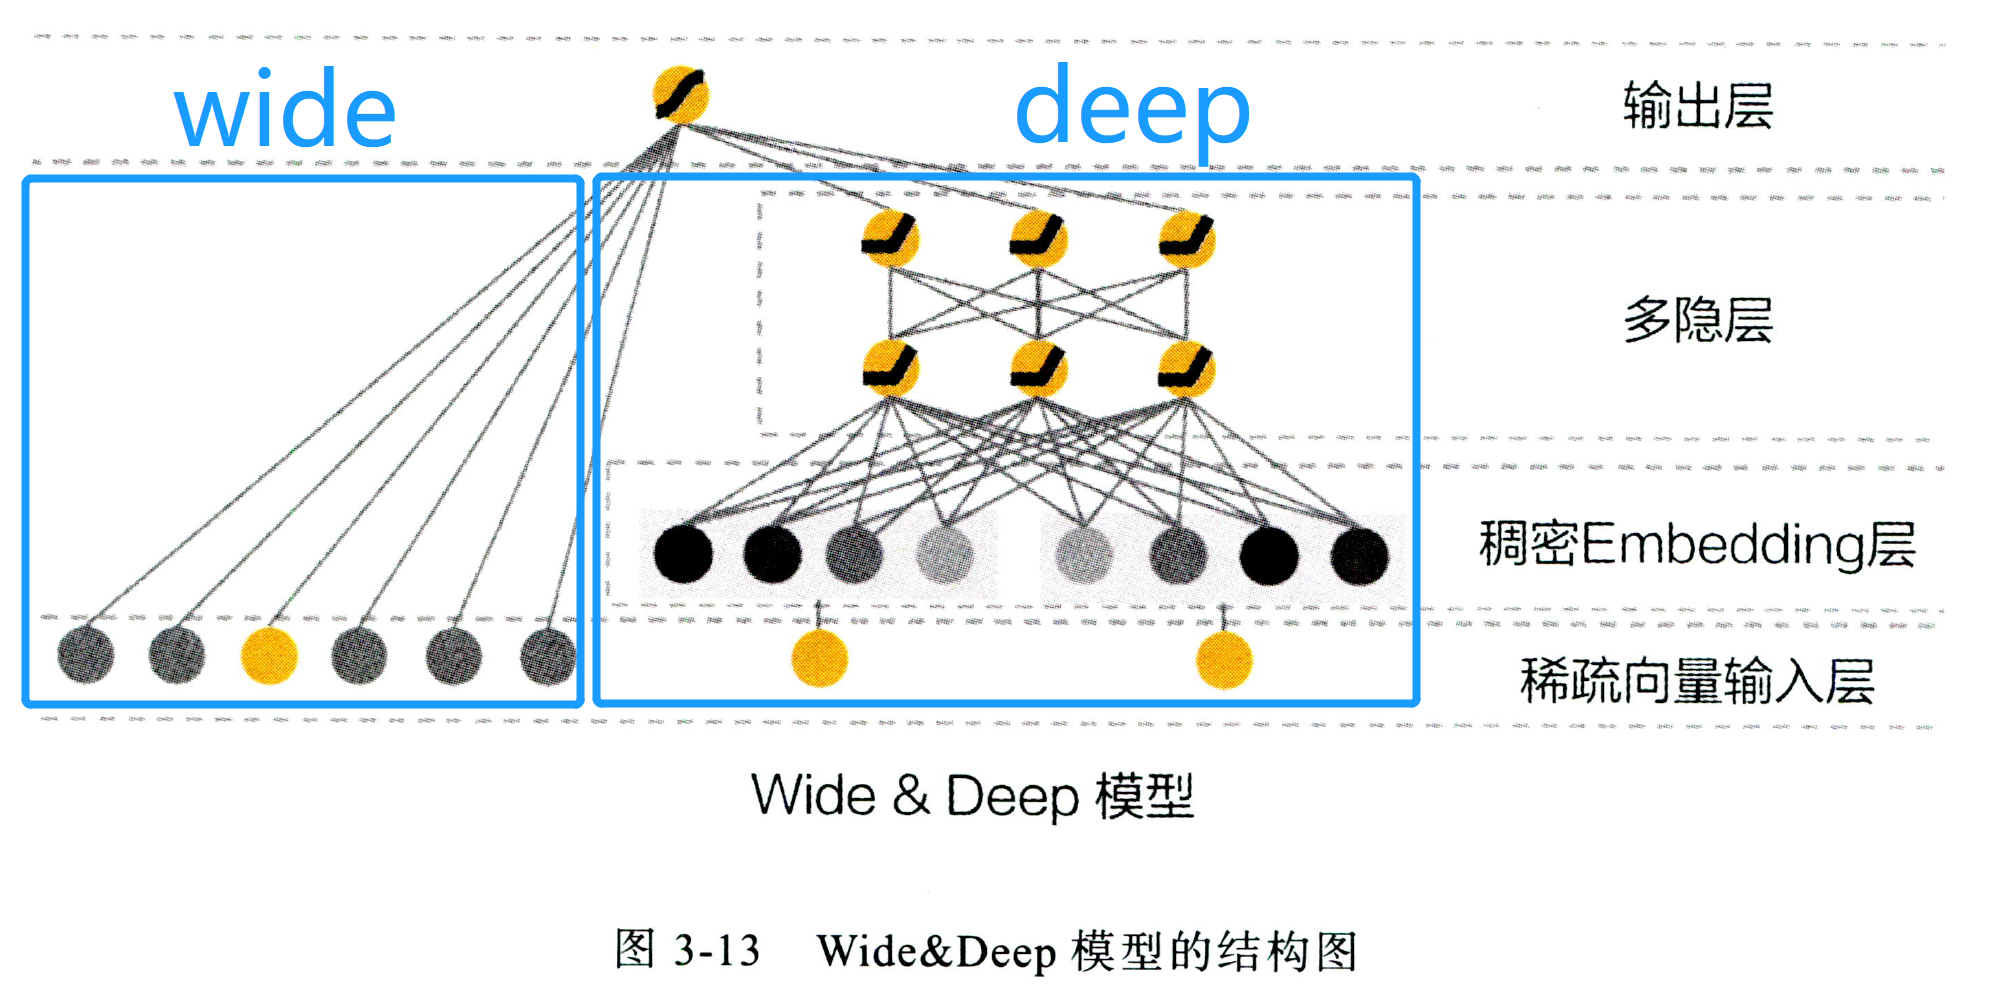 wide
deep
输出层
多隐层
稠密Embedding层
稀疏向量输入层
Wide & Deep 模型
图 3-13 Wide&Deep 模型的结构图